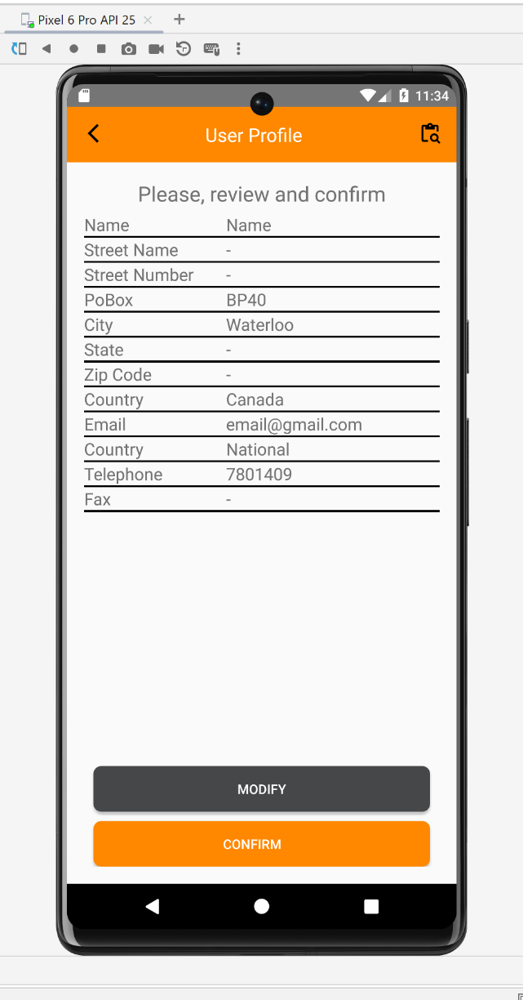 Pixel 6 Pro API 25
11:34
User Profile
Please, review and confirm
Name Name
Street Name -
Street Number -
PoBox BP40
City Waterloo
State -
Zip Code -
Country Canada
Email email@gmail.com
Country National
Telephone 7801409
Fax -
MODIFY
CONFIRM